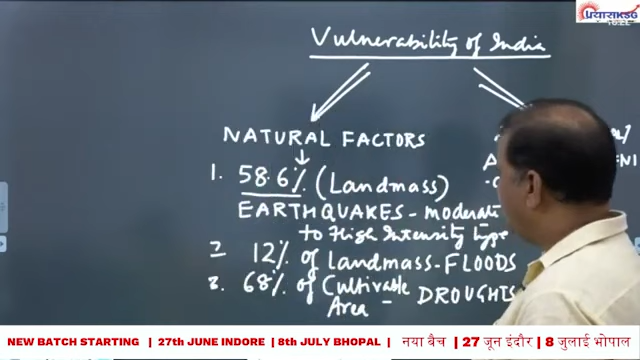 प्रयासKSG
Vulnerability of India
NATURAL FACTORS
1. 58.6% (Landmass)
EARTHQUAKES - moderate
to High Intensity type
2 12% of Landmass - FLOODS
3. 68% of Cultivable
Area - DROUGHTS
NEW BATCH STARTING | 27th JUNE INDORE | 8th JULY BHOPAL | नया बैच | 27 जून इंदौर | 8 जुलाई भोपाल